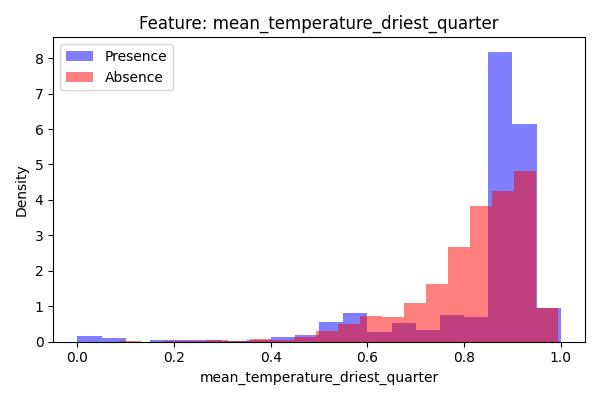 Feature: mean_temperature_driest_quarter
Presence
Absence
Density
8
7
6
5
4
3
2
1
0
0.0 0.2 0.4 0.6 0.8 1.0
mean_temperature_driest_quarter